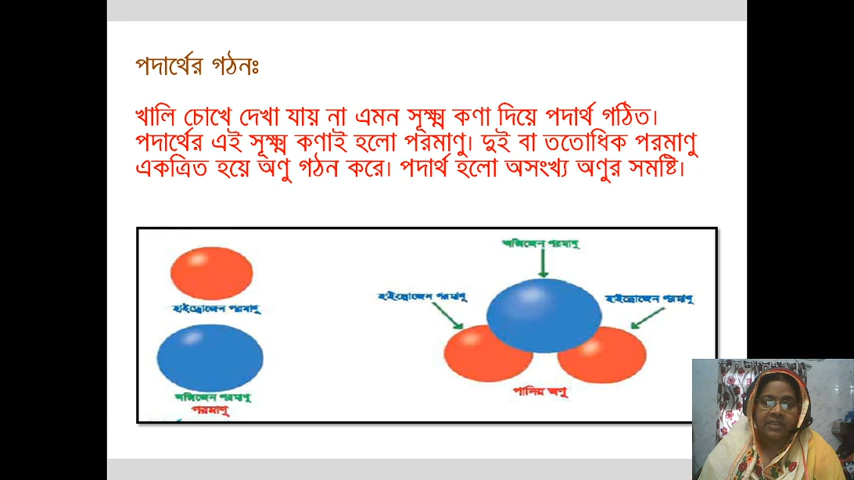 পদার্থের গঠনঃ
খালি চোখে দেখা যায় না এমন সূক্ষ্ম কণা দিয়ে পদার্থ গঠিত।
পদার্থের এই সূক্ষ্ম কণাই হলো পরমাণু। দুই বা ততোধিক পরমাণু
একত্রিত হয়ে অণু গঠন করে। পদার্থ হলো অসংখ্য অণুর সমষ্টি।
অক্সিজেন পরমাণু
হাইড্রোজেন পরমাণু
হাইড্রোজেন পরমাণু
হাইড্রোজেন পরমাণু
পানির অণু
অক্সিজেন পরমাণু
পরমাণু